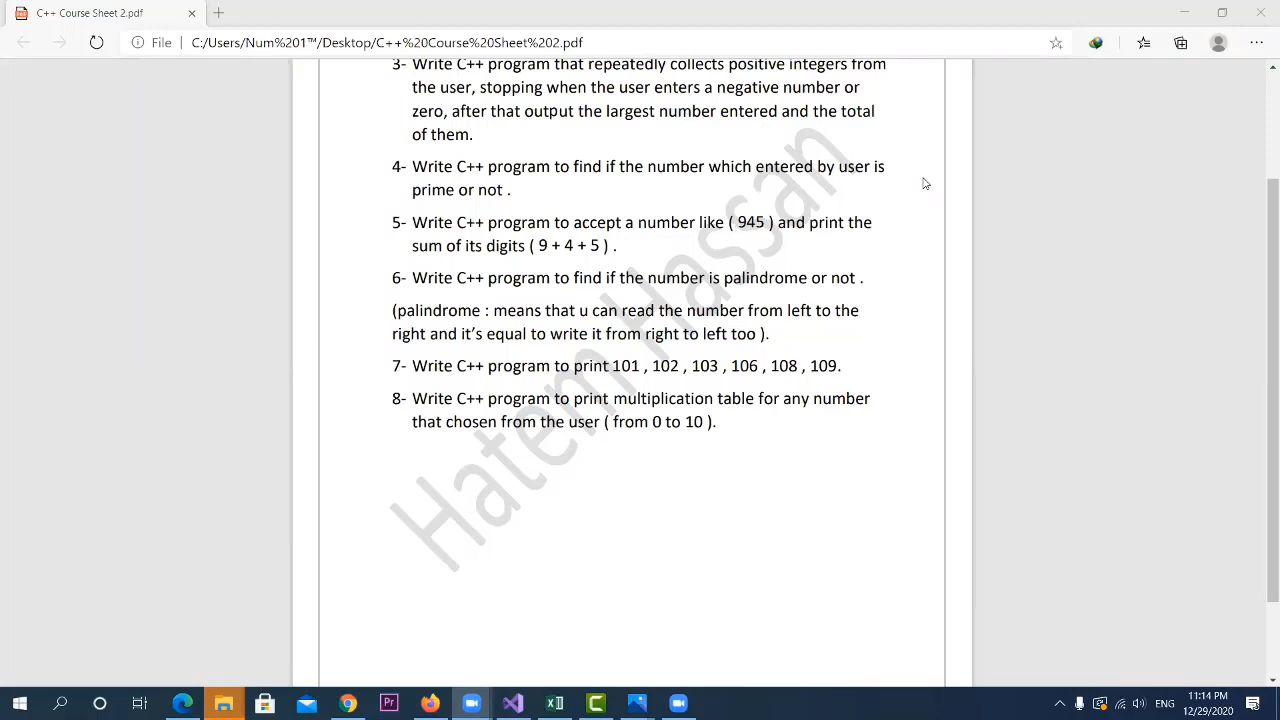 C++ Course Sheet 2.pdf
File | C:/Users/Num%201™/Desktop/C++%20Course%20Sheet%202.pdf
3- Write C++ program that repeatedly collects positive integers from
the user, stopping when the user enters a negative number or
zero, after that output the largest number entered and the total
of them.
4- Write C++ program to find if the number which entered by user is
prime or not .
5- Write C++ program to accept a number like ( 945 ) and print the
sum of its digits ( 9 + 4 + 5 ) .
6- Write C++ program to find if the number is palindrome or not .
(palindrome : means that u can read the number from left to the
right and it’s equal to write it from right to left too ).
7- Write C++ program to print 101 , 102 , 103 , 106 , 108 , 109.
8- Write C++ program to print multiplication table for any number
that chosen from the user ( from 0 to 10 ).
Hatem Hassan
Pr
ENG
11:14 PM
12/29/2020